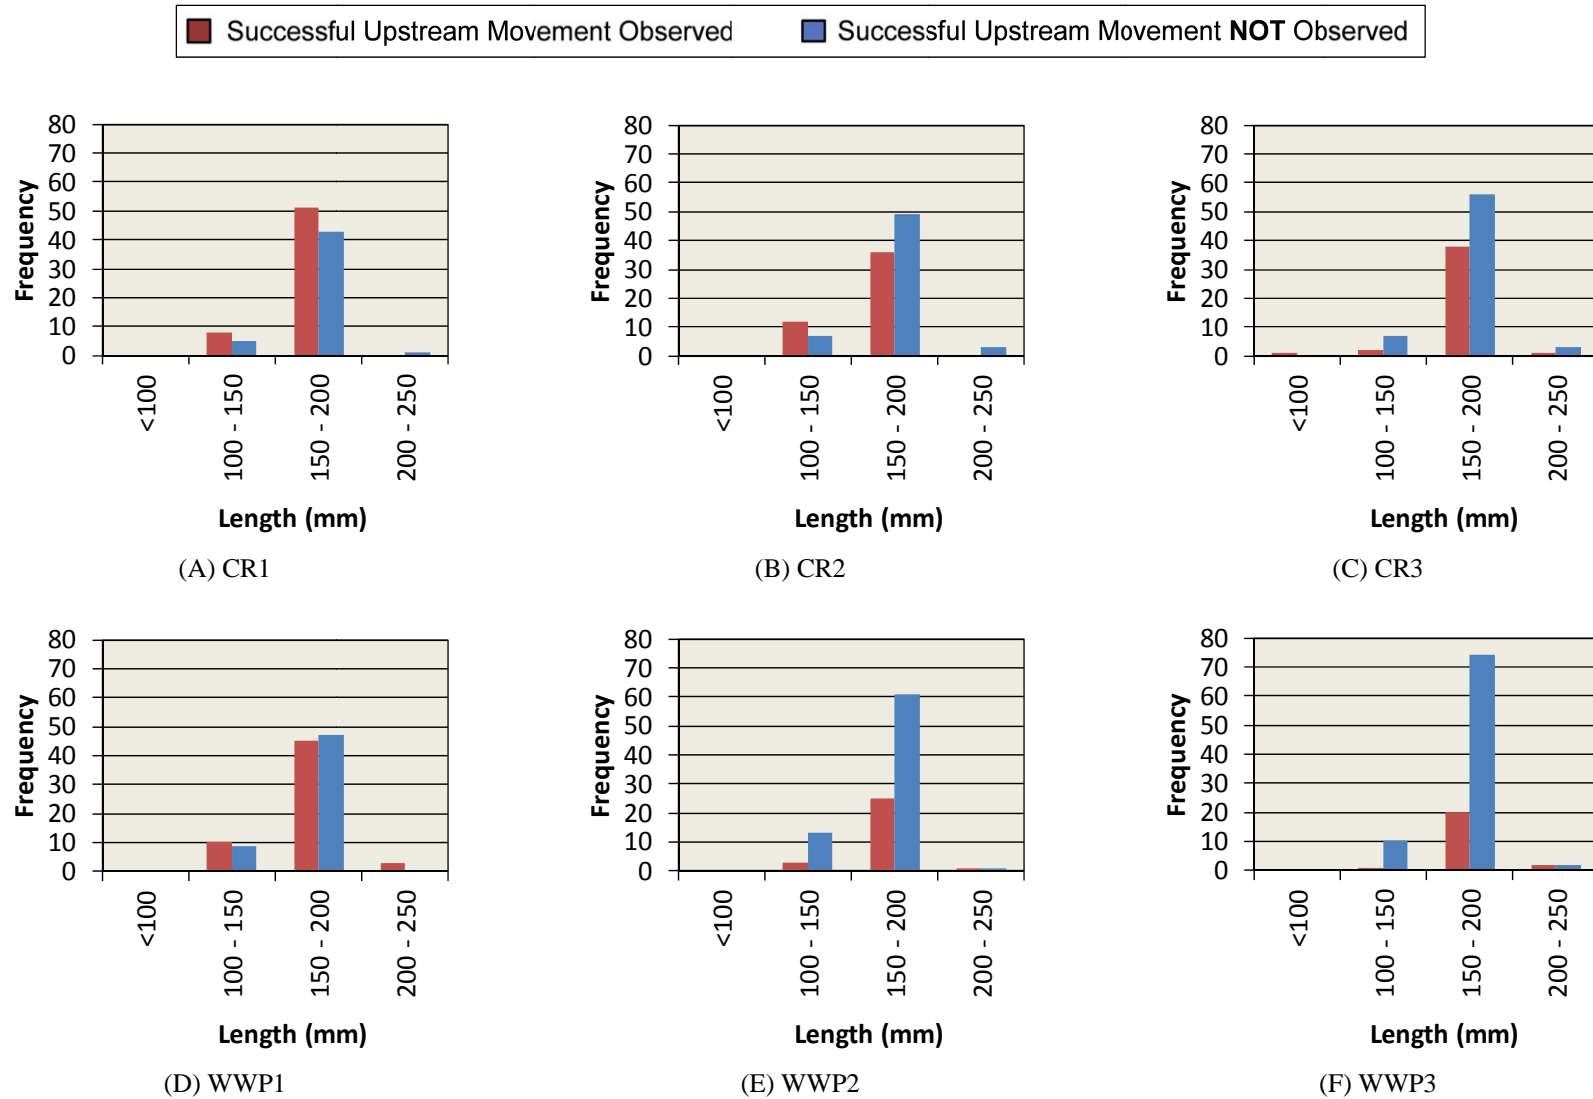 Successful Upstream Movement Observed
Successful Upstream Movement NOT Observed
80
70
60
50
40
30
20
10
0
Frequency
<100
100 - 150
150 - 200
200 - 250
Length (mm)
(A) CR1
80
70
60
50
40
30
20
10
0
Frequency
<100
100 - 150
150 - 200
200 - 250
Length (mm)
(B) CR2
80
70
60
50
40
30
20
10
0
Frequency
<100
100 - 150
150 - 200
200 - 250
Length (mm)
(C) CR3
80
70
60
50
40
30
20
10
0
Frequency
<100
100 - 150
150 - 200
200 - 250
Length (mm)
(D) WWP1
80
70
60
50
40
30
20
10
0
Frequency
<100
100 - 150
150 - 200
200 - 250
Length (mm)
(E) WWP2
80
70
60
50
40
30
20
10
0
Frequency
<100
100 - 150
150 - 200
200 - 250
Length (mm)
(F) WWP3